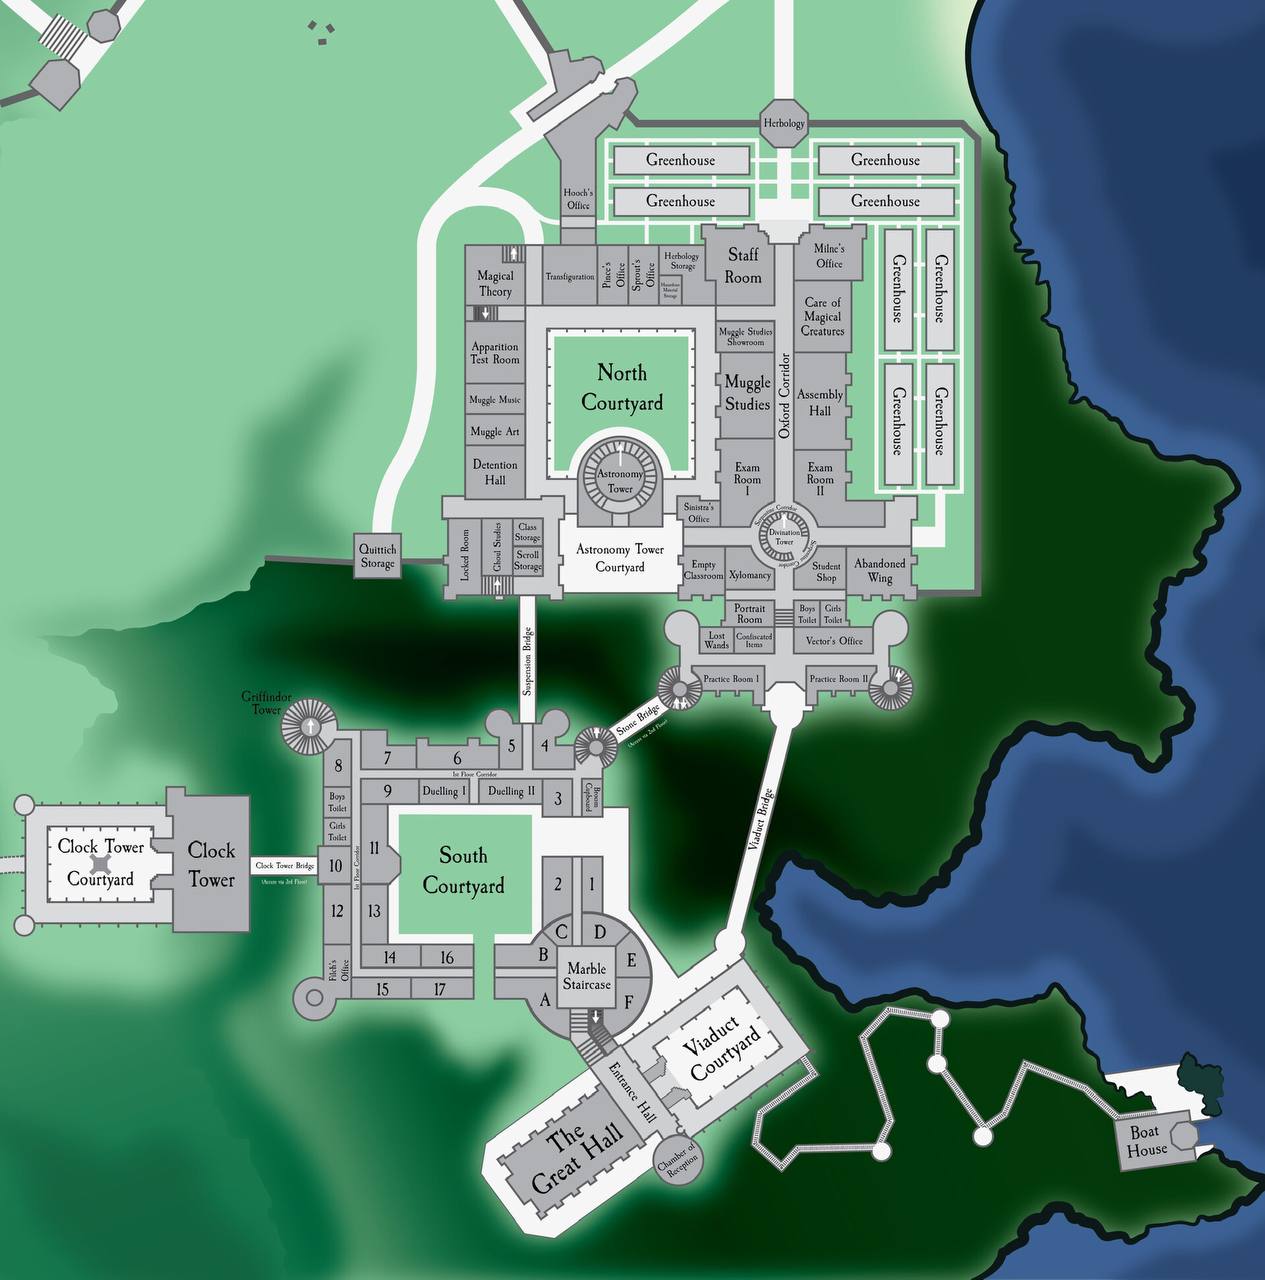 Herbology
Greenhouse
Greenhouse
Greenhouse
Greenhouse
Hooch's
Office
Magical
Theory
Transfiguration
Pince's
Office
Sprout's
Office
Herbology
Storage
Hazardous
Material
Storage
Staff
Room
Milne's
Office
Greenhouse
Greenhouse
Care of
Magical
Creatures
Muggle Studies
Showroom
Apparition
Test Room
North
Courtyard
Muggle
Studies
Oxford Corridor
Assembly
Hall
Greenhouse
Greenhouse
Muggle Music
Muggle Art
Detention
Hall
Astronomy
Tower
Exam
Room
I
Exam
Room
II
Sinistra's
Office
Serpentine Corridor
Divination
Tower
Serpentine Corridor
Quittich
Storage
Locked Room
Ghoul Studies
Class
Storage
Scroll
Storage
Astronomy Tower
Courtyard
Empty
Classroom
Xylomancy
Student
Shop
Abandoned
Wing
Portrait
Room
Boys
Toilet
Girls
Toilet
Lost
Wands
Confiscated
Items
Vector's Office
Suspension Bridge
Practice Room I
Practice Room II
Griffindor
Tower
Stone Bridge
(Access via 2nd Floor)
5
4
7
6
8
1st Floor Corridor
9
Duelling I
Duelling II
3
Broom
Cupboard
Boys
Toilet
Girls
Toilet
Viaduct Bridge
Clock Tower
Courtyard
Clock
Tower
Clock Tower Bridge
(Access via 2nd Floor)
10
1st Floor Corridor
11
South
Courtyard
2
1
12
13
C
D
14
16
B
E
Marble
Staircase
Filch's
Office
15
17
A
F
Viaduct
Courtyard
Entrance Hall
The
Great Hall
Chamber of
Reception
Boat
House